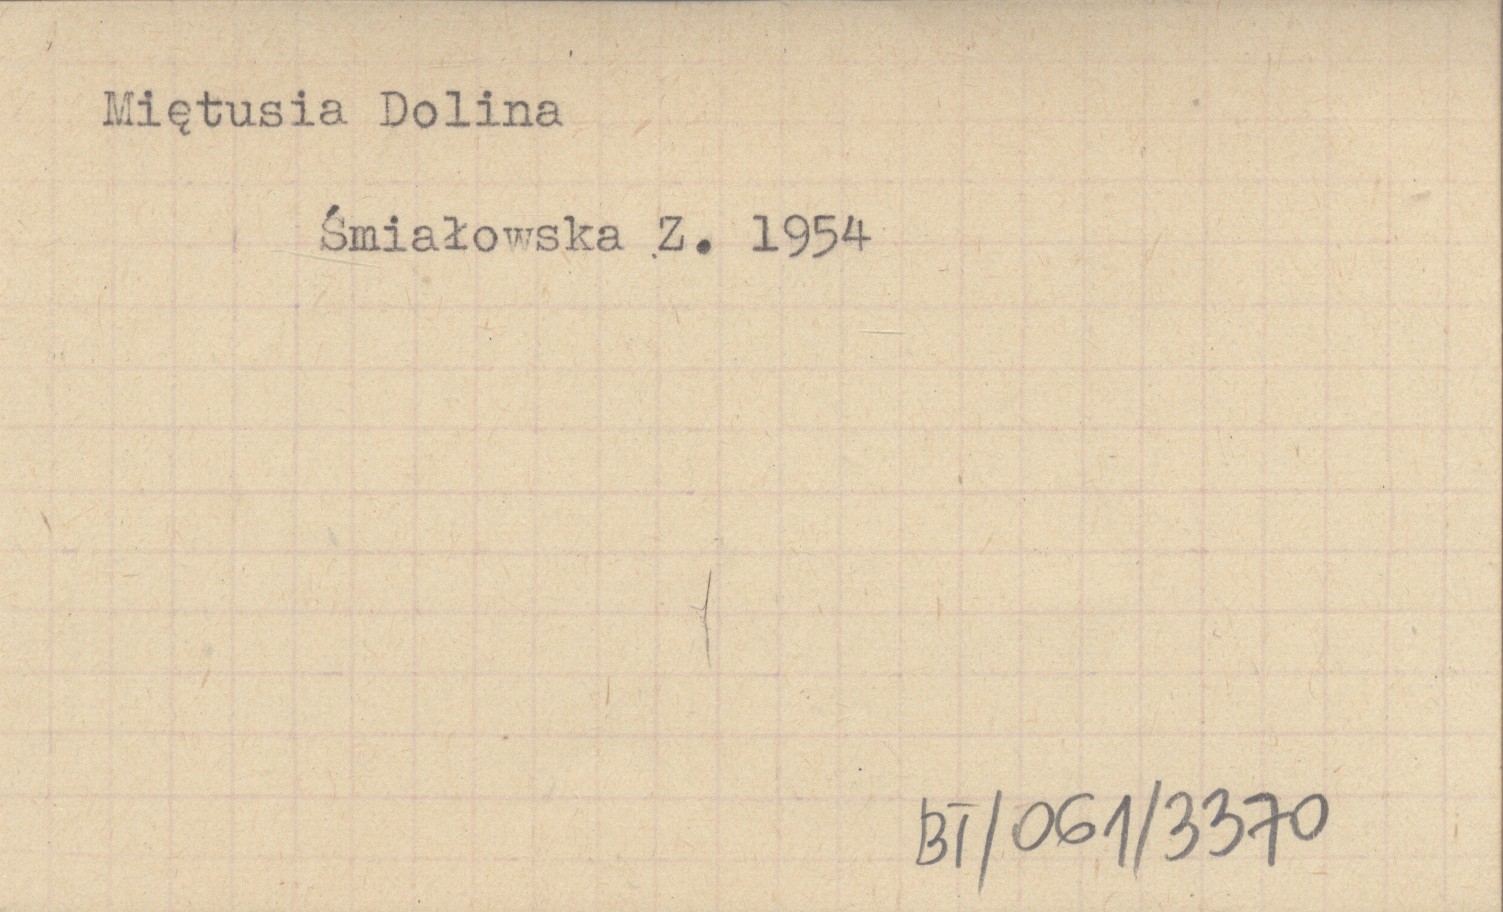 Miętusia Dolina
Śmiałowska Z. 1954
BT/061/3370